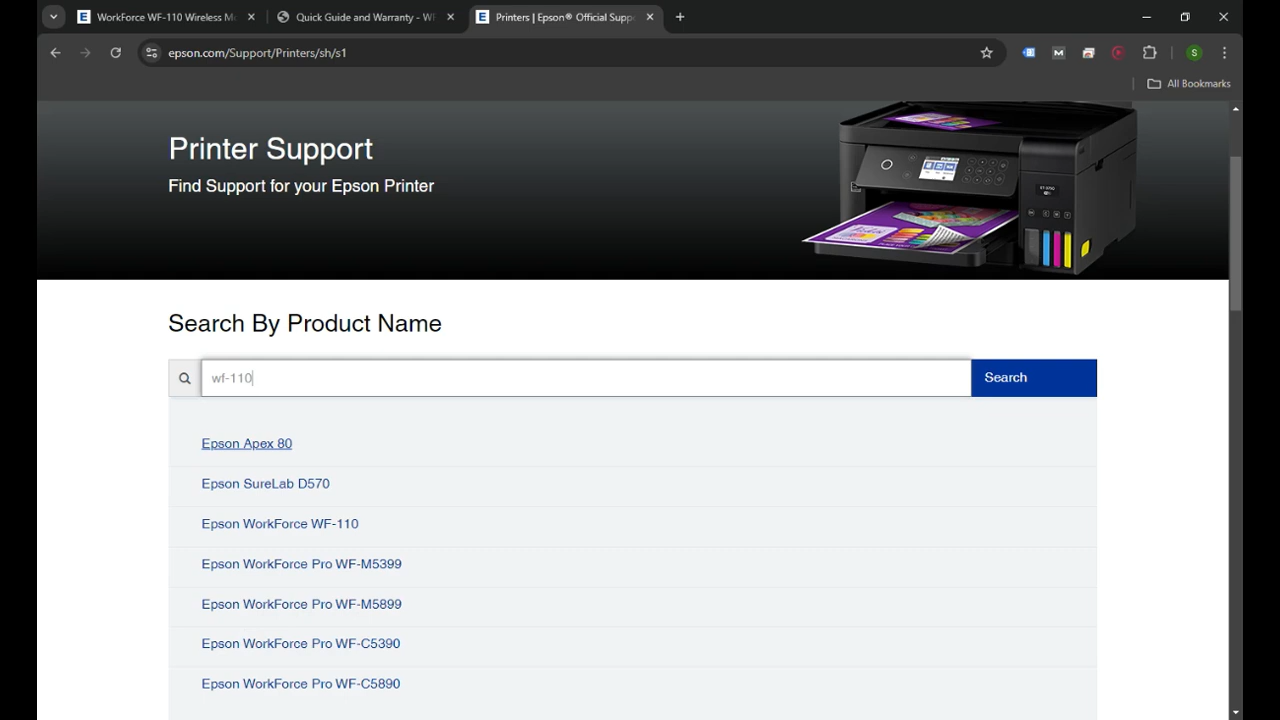 WorkForce WF-110 Wireless M
Quick Guide and Warranty - W
Printers | Epson® Official Supp
epson.com/Support/Printers/sh/s1
M
S
All Bookmarks
Printer Support
Find Support for your Epson Printer
Search By Product Name
wf-110
Search
Epson Apex 80
Epson SureLab D570
Epson WorkForce WF-110
Epson WorkForce Pro WF-M5399
Epson WorkForce Pro WF-M5899
Epson WorkForce Pro WF-C5390
Epson WorkForce Pro WF-C5890